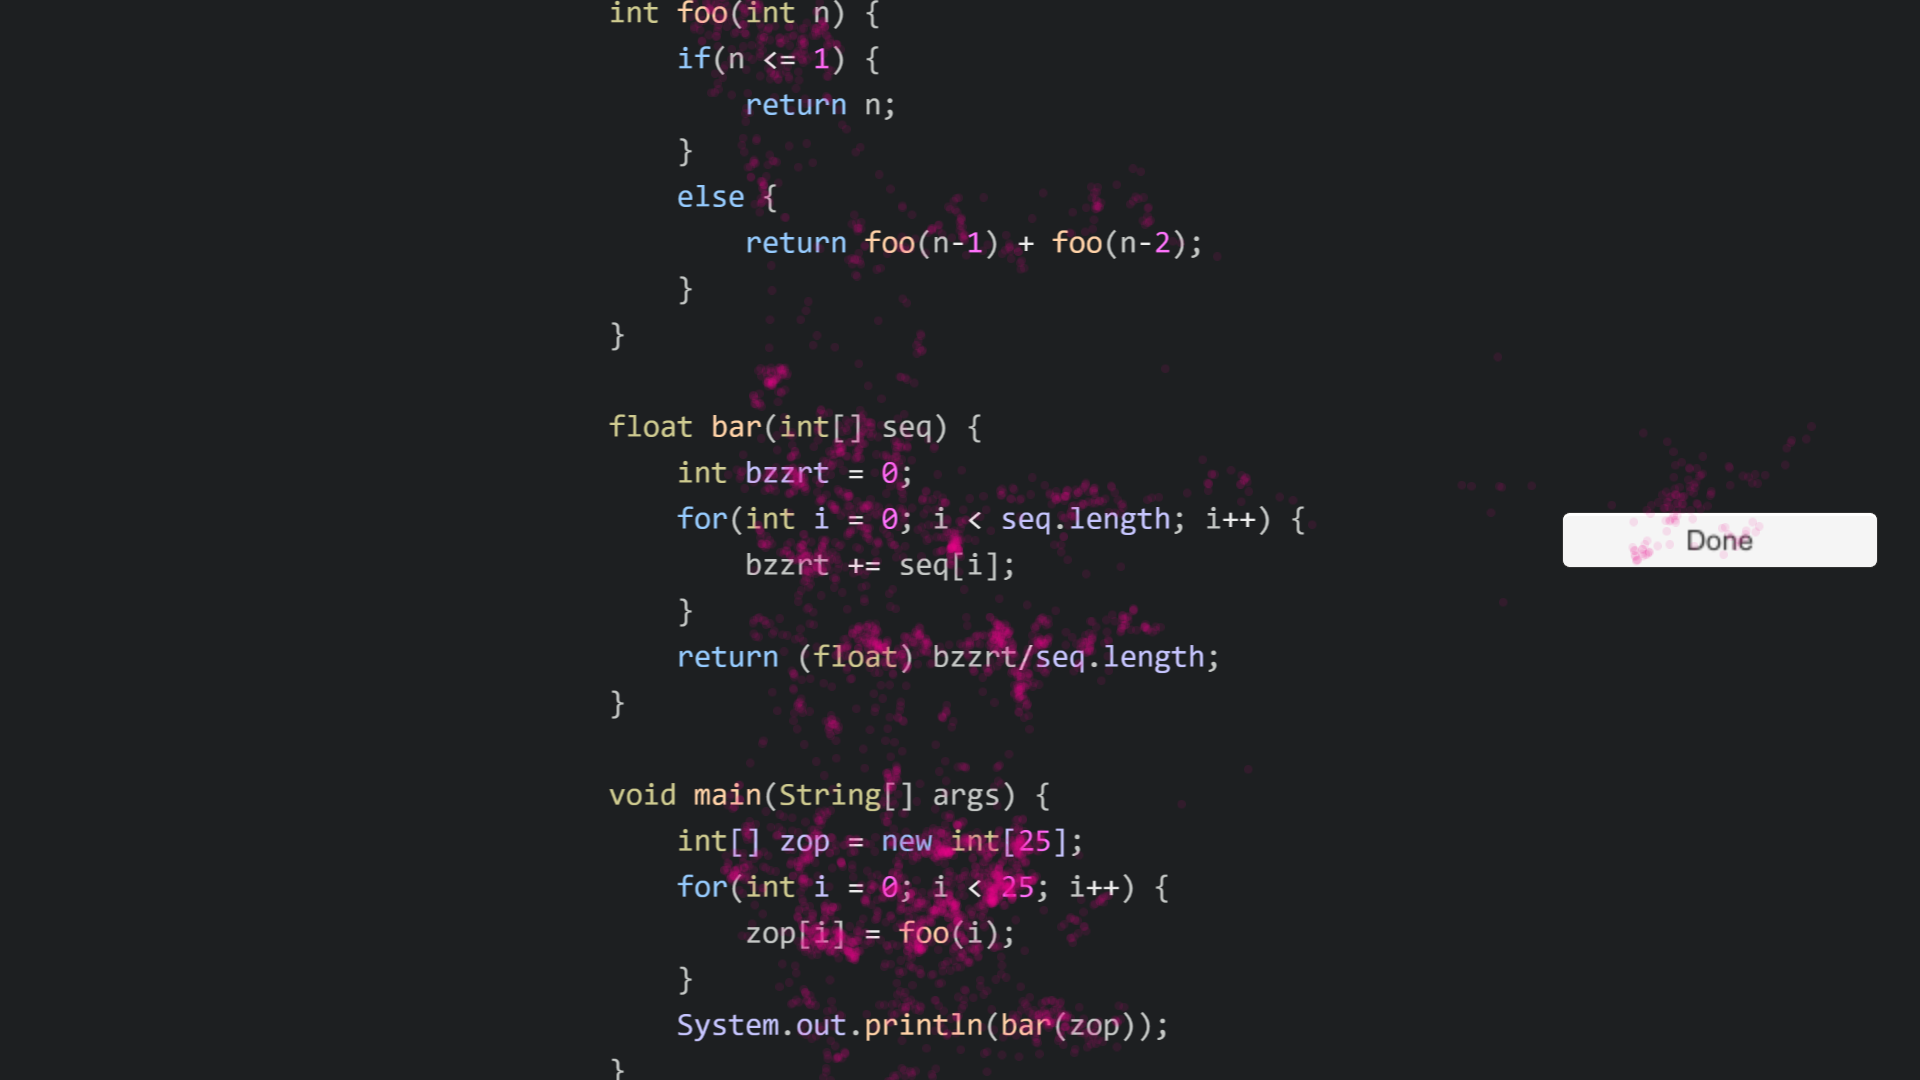 int foo(int n) {
    if(n <= 1) {
        return n;
    }
    else {
        return foo(n-1) + foo(n-2);
    }
}

float bar(int[] seq) {
    int bzzrt = 0;
    for(int i = 0; i < seq.length; i++) {
        bzzrt += seq[i];
    }
    return (float) bzzrt/seq.length;
}

void main(String[] args) {
    int[] zop = new int[25];
    for(int i = 0; i < 25; i++) {
        zop[i] = foo(i);
    }
    System.out.println(bar(zop));
}
Done